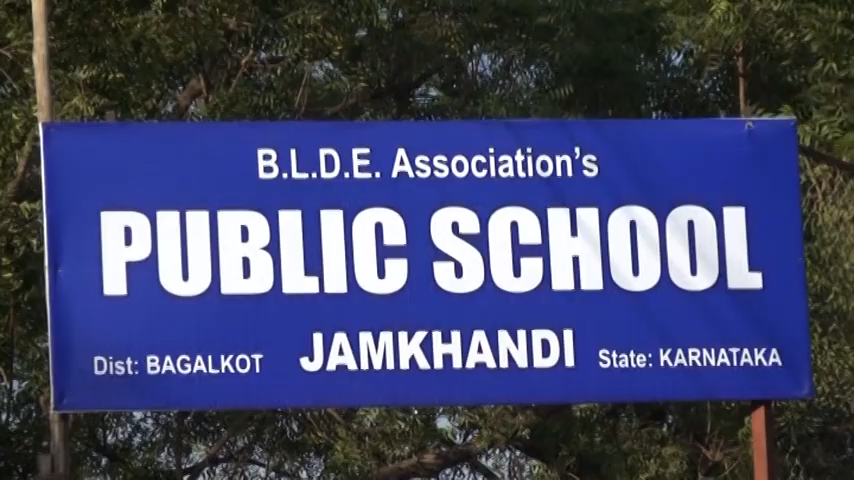 B.L.D.E. Association's
PUBLIC SCHOOL
JAMKHANDI
Dist: BAGALKOT
State: KARNATAKA